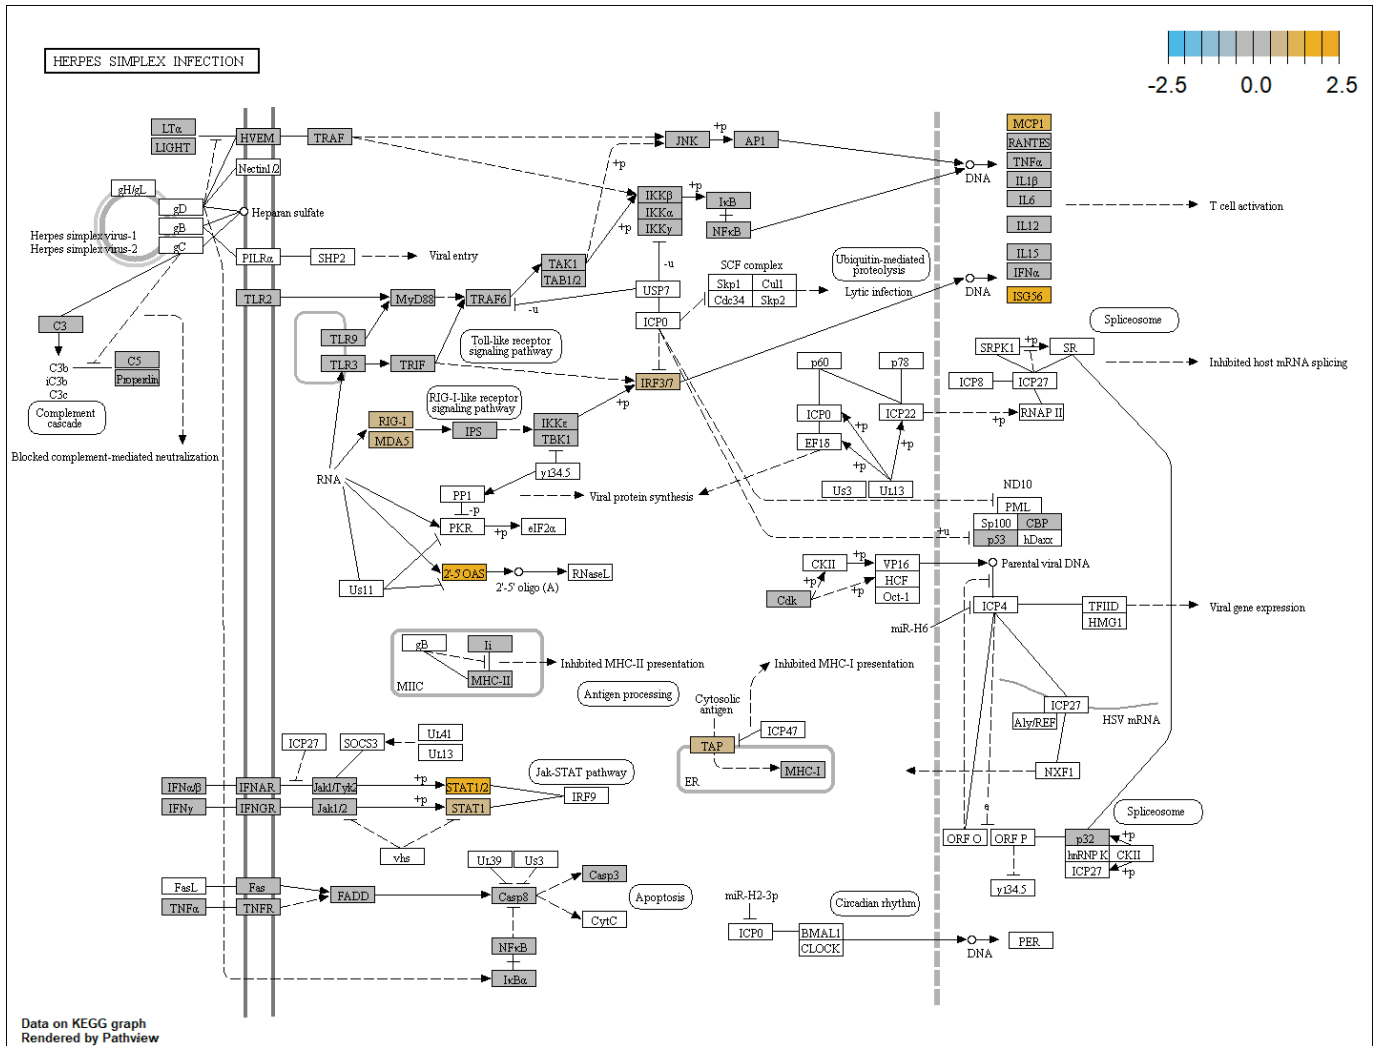 HERPES SIMPLEX INFECTION
-2.5 0.0 2.5
LTα
LIGHT
HVEM
TRAF
Nectin1/2
gH/gL
gD
gB
gC
Heparan sulfate
Herpes simplex virus-1
Herpes simplex virus-2
PILRα
SHP2
Viral entry
JNK
+p
AP1
+p
IKKβ
IKKα
IKKγ
+p
+p
IκB
NFκB
DNA
MCP1
RANTES
TNFα
IL1β
IL6
IL12
IL15
IFNα
ISG56
T cell activation
TLR2
MyD88
TRAF6
TAK1
TAB1/2
-u
USP7
-u
ICP0
SCF complex
Skp1
Cul1
Cdc34
Skp2
Ubiquitin-mediated
proteolysis
Lytic infection
DNA
C3
C3b
iC3b
C3c
C5
Properdin
Complement
cascade
Blocked complement-mediated neutralization
TLR9
TLR3
TRIF
Toll-like receptor
signaling pathway
IRF3/7
+p
RIG-I
MDA5
RIG-I-like receptor
signaling pathway
IPS
IKKε
TBK1
γ134.5
RNA
PP1
-p
PKR
+p
eIF2α
Viral protein synthesis
2'-5' OAS
2'-5' oligo (A)
RNaseL
Us11
p60
p78
ICP0
ICP22
EF18
+p
+p
+p
Us3
UL13
Spliceosome
SRPK1
+p
SR
ICP8
ICP27
RNAP II
+p
Inhibited host mRNA splicing
ND10
PML
Sp100
CBP
p53
hDaxx
+u
CKII
+p
VP16
HCF
Oct-1
+p
+p
Cdk
Parental viral DNA
miR-H6
ICP4
TFIID
HMG1
Viral gene expression
gB
Ii
MHC-II
MIIC
Inhibited MHC-II presentation
Antigen processing
Inhibited MHC-I presentation
Cytosolic
antigen
TAP
ICP47
MHC-I
ER
ICP27
Aly/REF
HSV mRNA
NXF1
ICP27
SOCS3
UL41
UL13
IFNα/β
IFNAR
Jak1/Tyk2
+p
STAT1/2
IFNγ
IFNGR
Jak1/2
+p
STAT1
Jak-STAT pathway
IRF9
vhs
e
ORF O
ORF P
γ134.5
Spliceosome
p32
+p
hnRNP K
CKII
ICP27
+p
FasL
Fas
TNFα
TNFR
FADD
UL39
Us3
Casp8
Casp3
CytC
Apoptosis
NFκB
IκBα
miR-H2-3p
ICP0
BMAL1
CLOCK
Circadian rhythm
DNA
PER
Data on KEGG graph
Rendered by Pathview